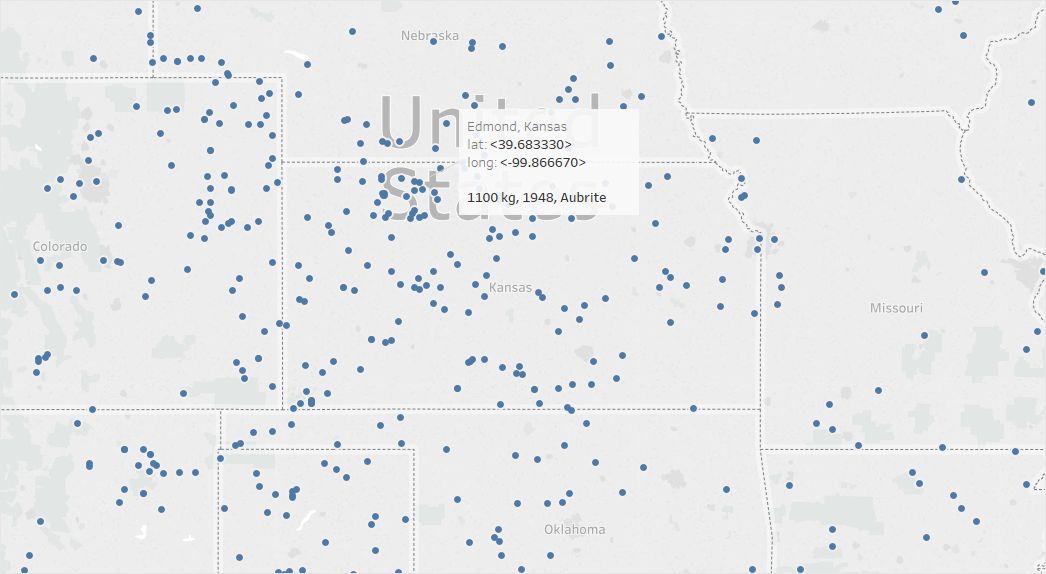 Nebraska
United
States
Edmond, Kansas
lat: <39.683330>
long: <-99.866670>
1100 kg, 1948, Aubrite
Colorado
Kansas
Missouri
Oklahoma